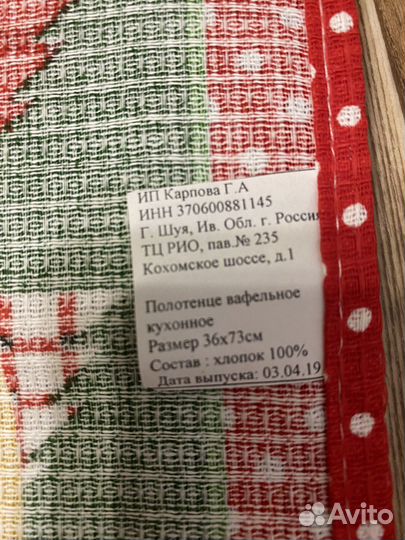 ИП Карпова Г.А
ИНН 370600881145
Г. Шуя, Ив. Обл. г. Россия
ТЦ РИО, пав.№ 235
Кохомское шоссе, д.1
Полотенце вафельное
кухонное
Размер 36х73см
Состав : хлопок 100%
Дата выпуска: 03.04.19
Avito